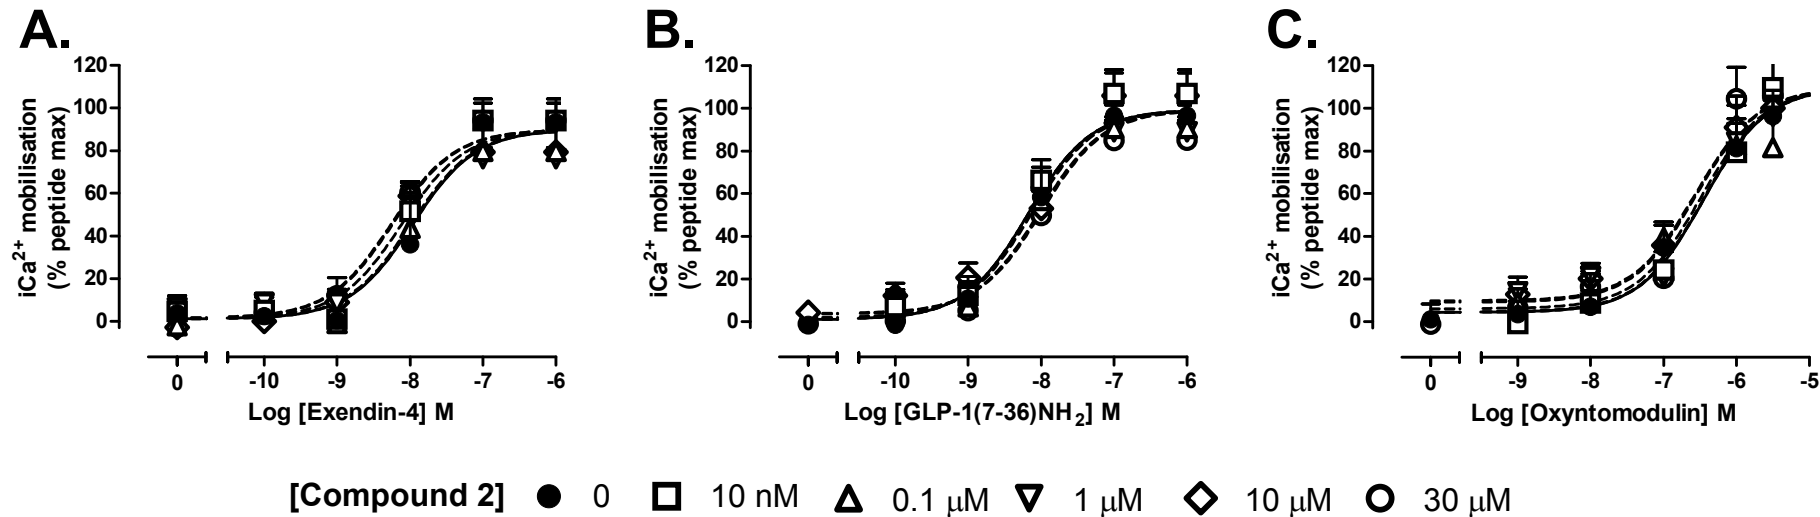 A.
iCa2+ mobilisation
(% peptide max)
120
100
80
60
40
20
0
0 -10 -9 -8 -7 -6
Log [Exendin-4] M
B.
iCa2+ mobilisation
(% peptide max)
120
100
80
60
40
20
0
0 -10 -9 -8 -7 -6
Log [GLP-1(7-36)NH2] M
C.
iCa2+ mobilisation
(% peptide max)
120
100
80
60
40
20
0
0 -9 -8 -7 -6 -5
Log [Oxyntomodulin] M
[Compound 2] 0 10 nM 0.1 μM 1 μM 10 μM 30 μM